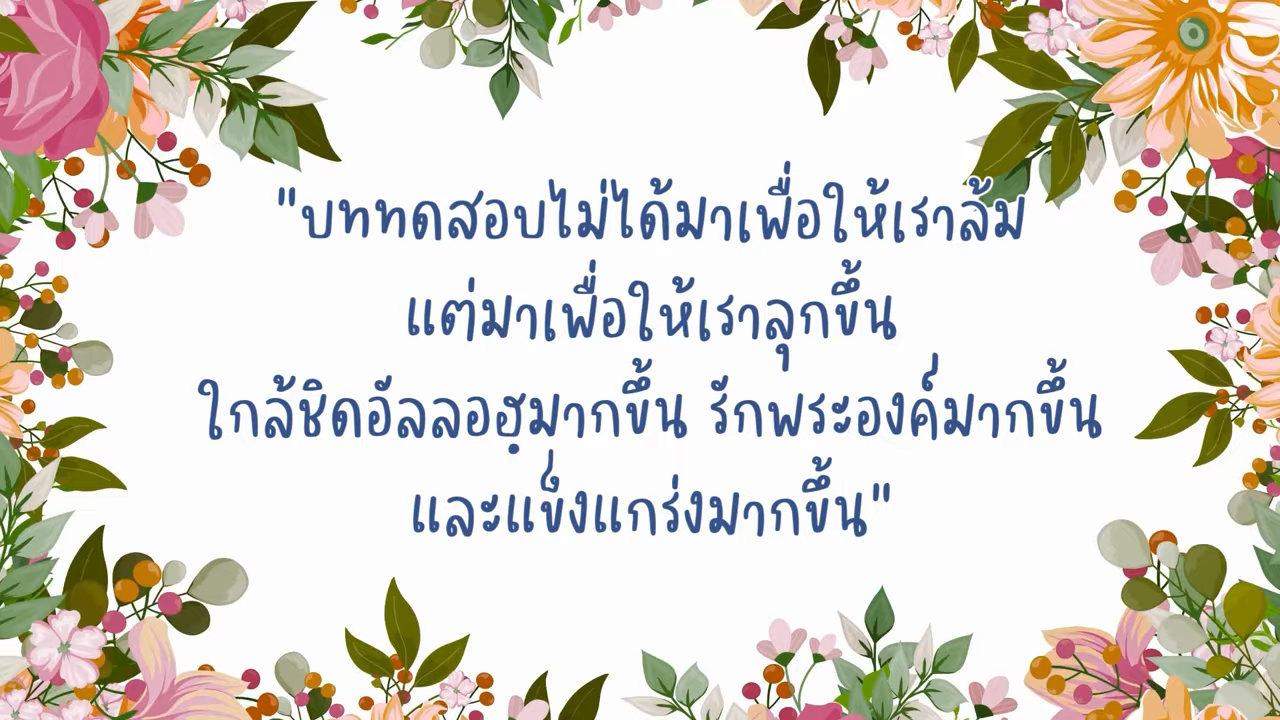 "บททดสอบไม่ได้มาเพื่อให้เราล้ม
แต่มาเพื่อให้เราลุกขึ้น
ใกล้ชิดอัลลอฮฺมากขึ้น รักพระองค์มากขึ้น
และแข็งแกร่งมากขึ้น"